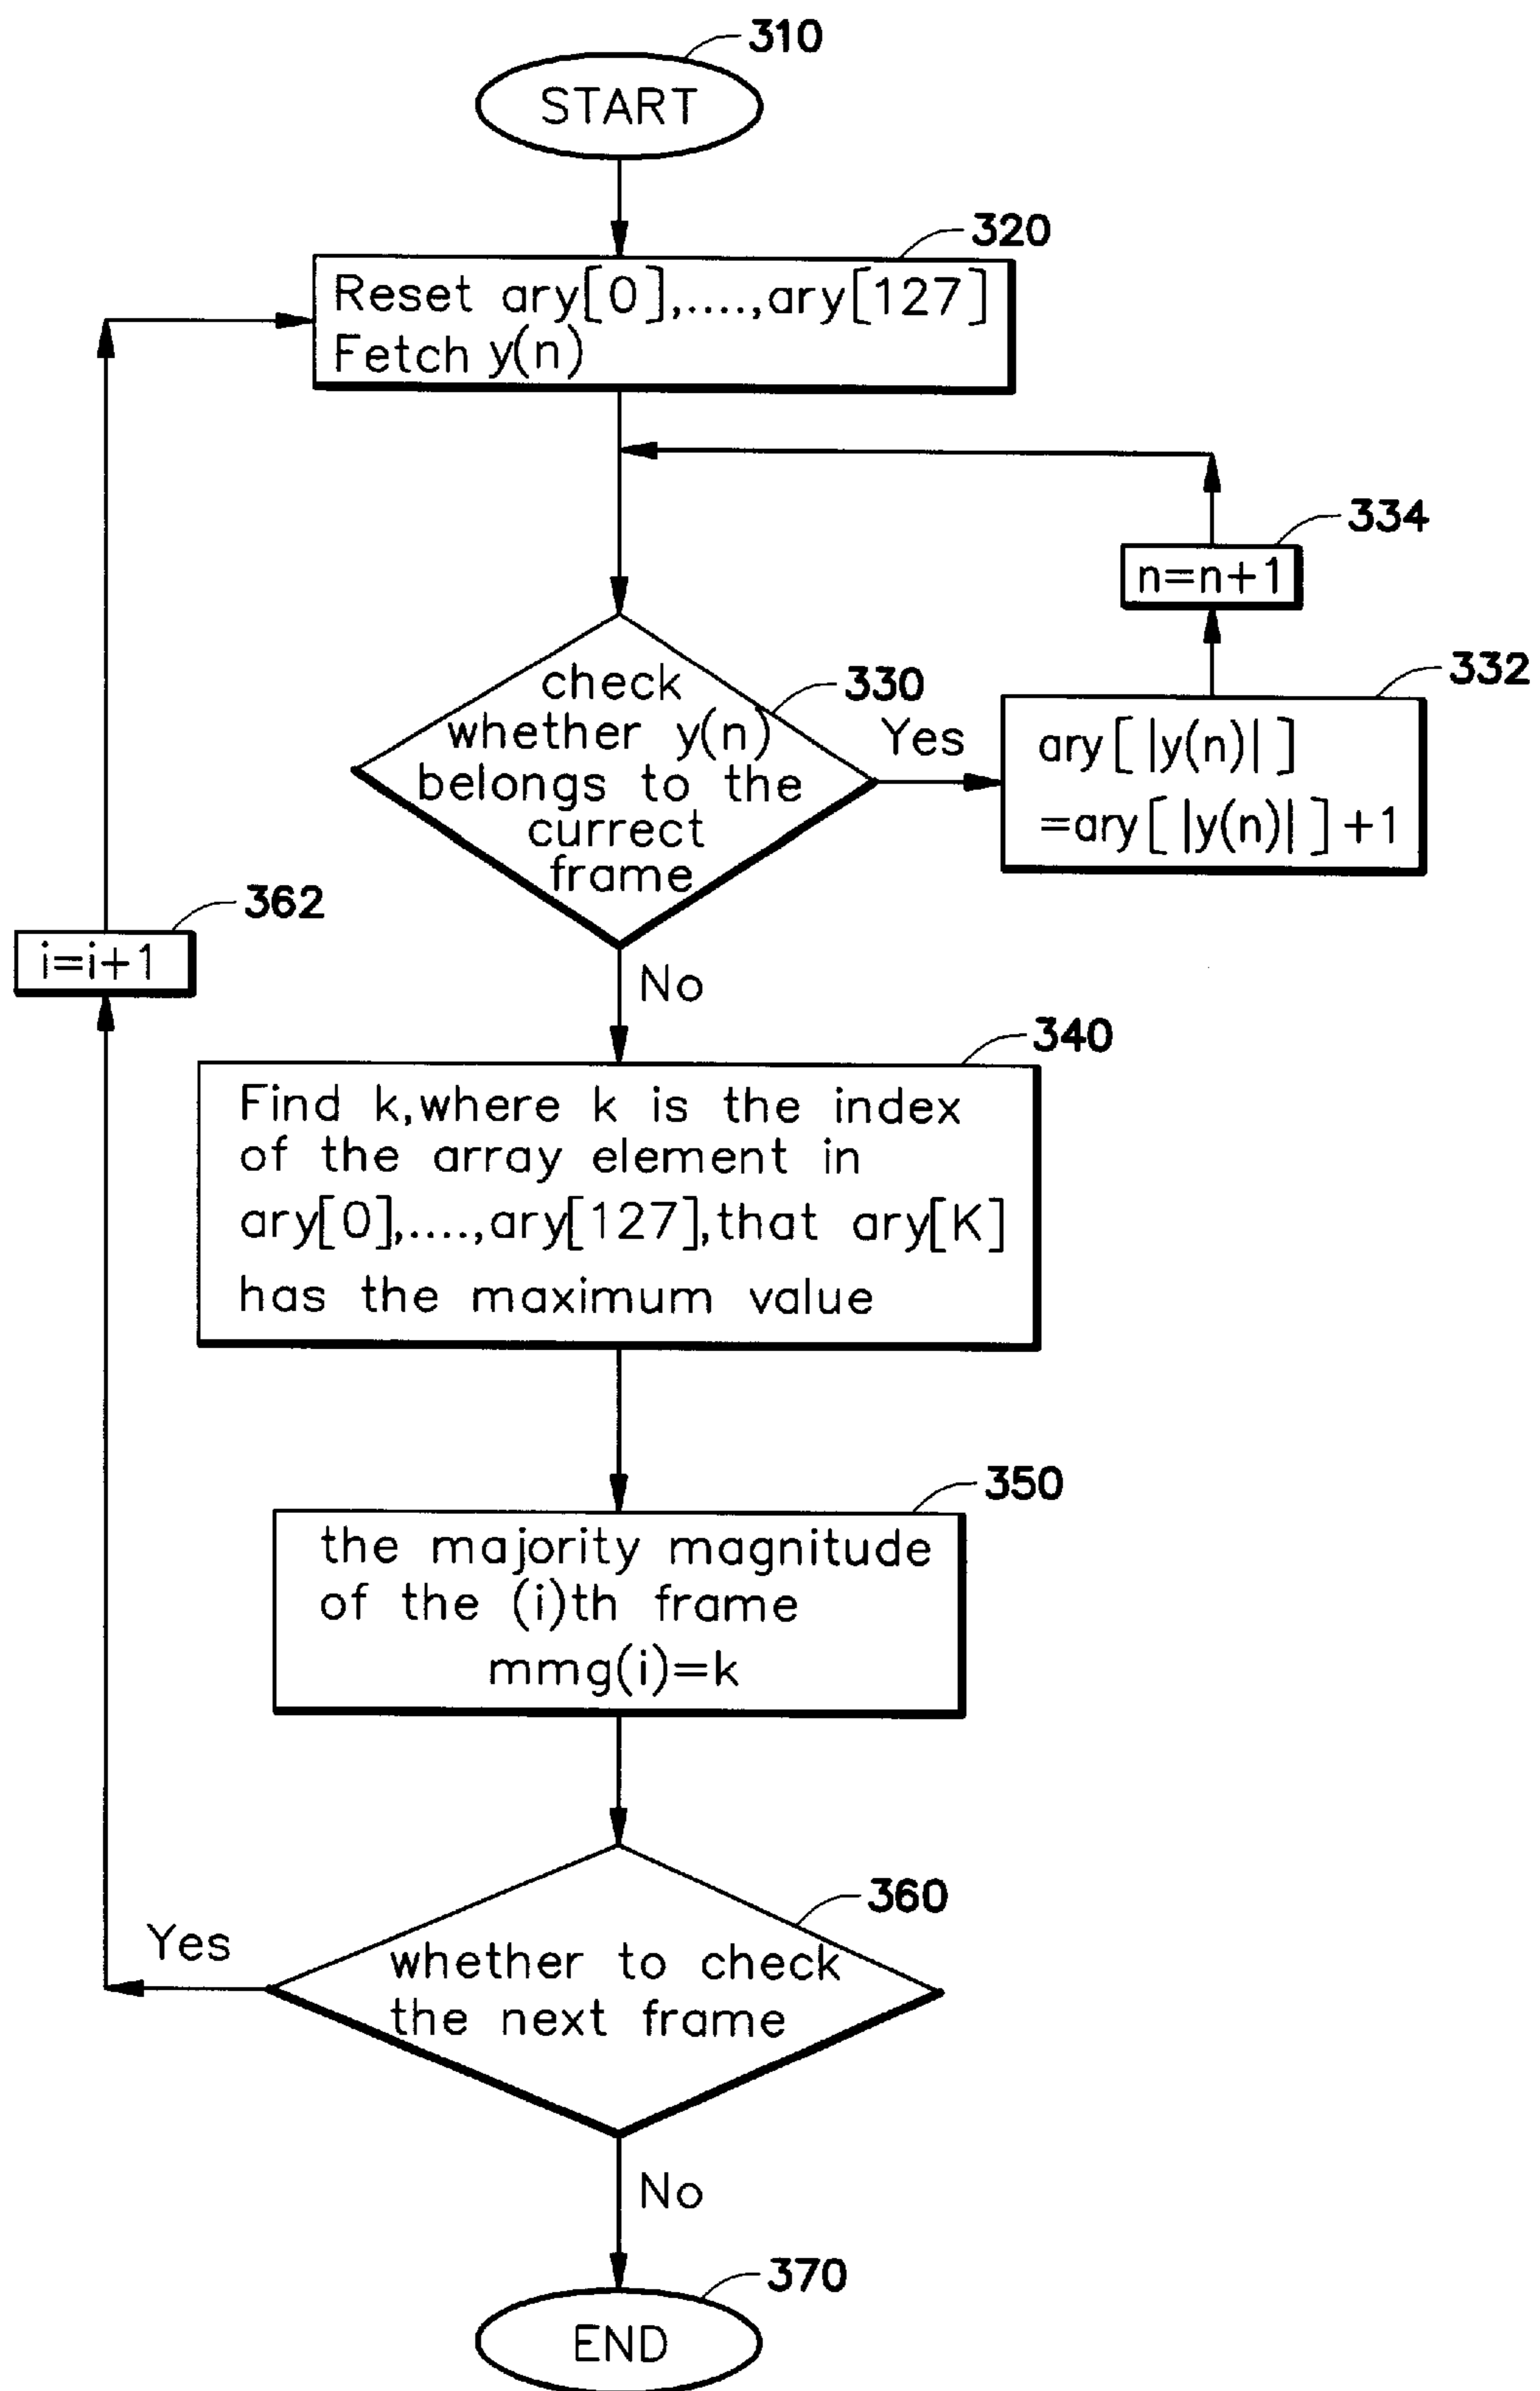 310
START
320
Reset ary[0],....,ary[127]
Fetch y(n)
334
n=n+1
332
ary[ |y(n)| ]
=ary[ |y(n)| ]+1
330
check
whether y(n)
belongs to the
currect
frame
Yes
No
362
i=i+1
340
Find k,where k is the index
of the array element in
ary[0],....,ary[127],that ary[K]
has the maximum value
350
the majority magnitude
of the (i)th frame
mmg(i)=k
360
whether to check
the next frame
Yes
No
370
END